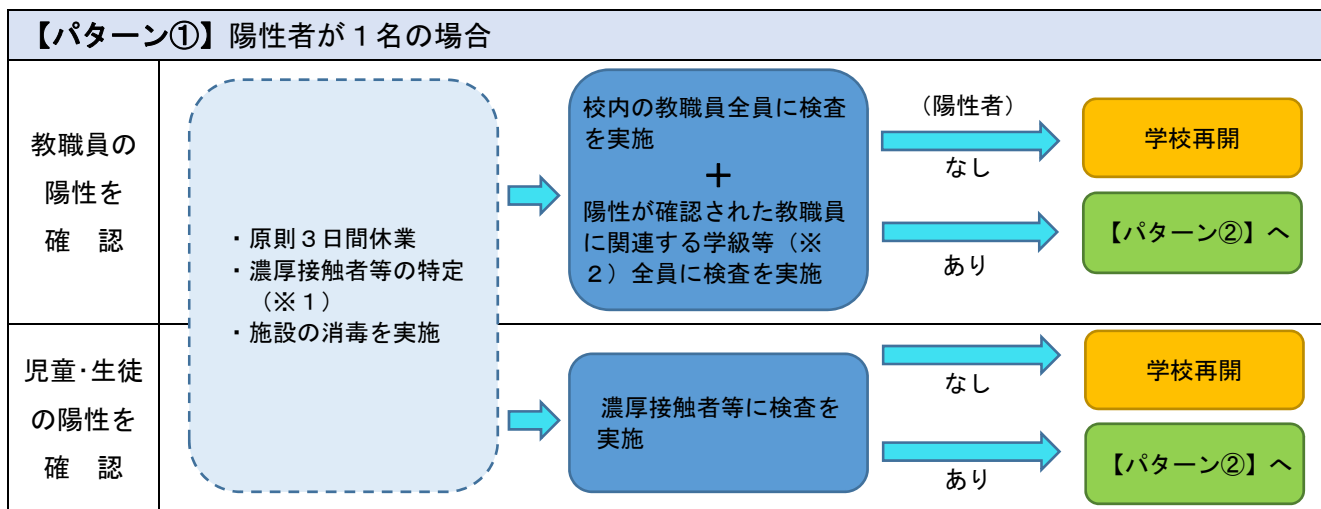 【パターン①】陽性者が１名の場合
教職員の
陽性を
確　認
・原則３日間休業
・濃厚接触者等の特定
（※１）
・施設の消毒を実施
校内の教職員全員に検査
を実施
＋
陽性が確認された教職員
に関連する学級等（※
２）全員に検査を実施
（陽性者）
なし
学校再開
あり
【パターン②】へ
児童・生徒
の陽性を
確　認
濃厚接触者等に検査を
実施
なし
学校再開
あり
【パターン②】へ